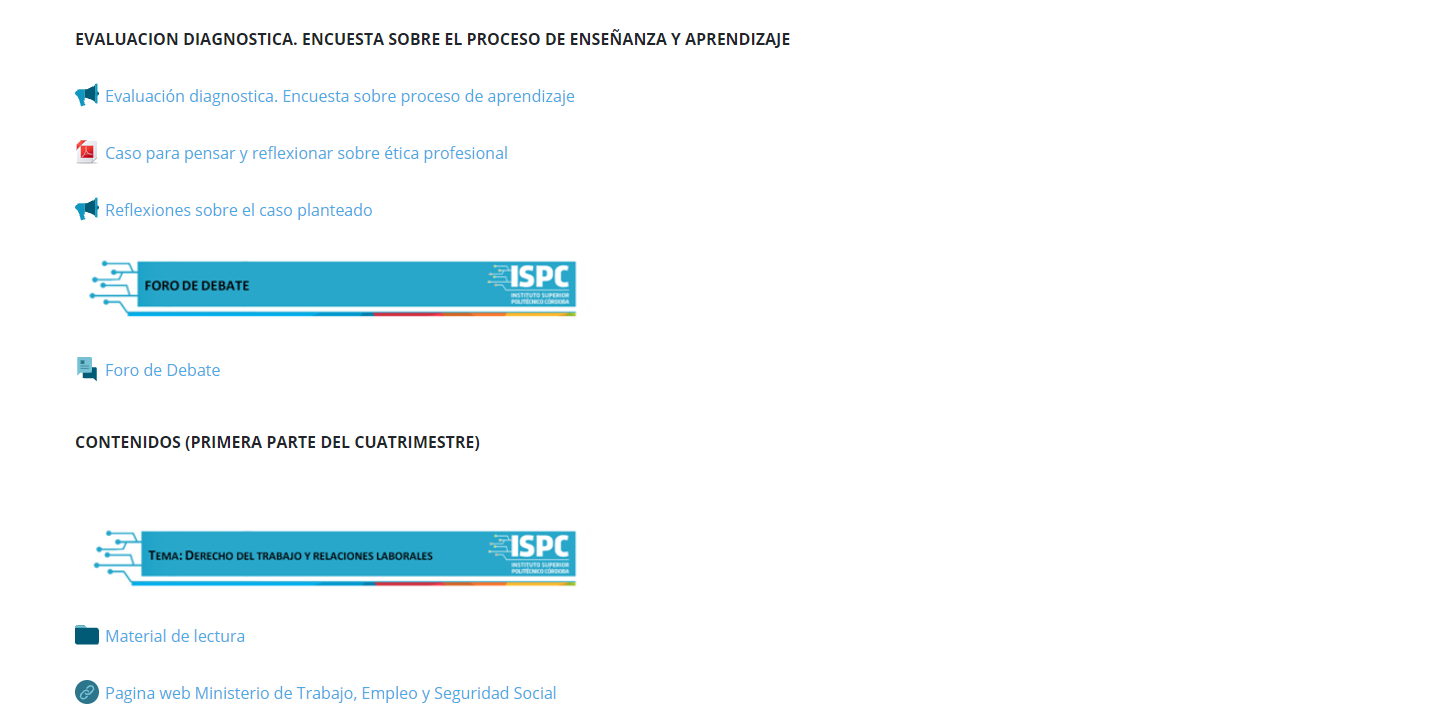 EVALUACION DIAGNOSTICA. ENCUESTA SOBRE EL PROCESO DE ENSEÑANZA Y APRENDIZAJE
Evaluación diagnostica. Encuesta sobre proceso de aprendizaje
Caso para pensar y reflexionar sobre ética profesional
Reflexiones sobre el caso planteado
FORO DE DEBATE
ISPC
INSTITUTO SUPERIOR
POLITÉCNICO CÓRDOBA
Foro de Debate
CONTENIDOS (PRIMERA PARTE DEL CUATRIMESTRE)
TEMA: DERECHO DEL TRABAJO Y RELACIONES LABORALES
ISPC
INSTITUTO SUPERIOR
POLITÉCNICO CÓRDOBA
Material de lectura
Pagina web Ministerio de Trabajo, Empleo y Seguridad Social